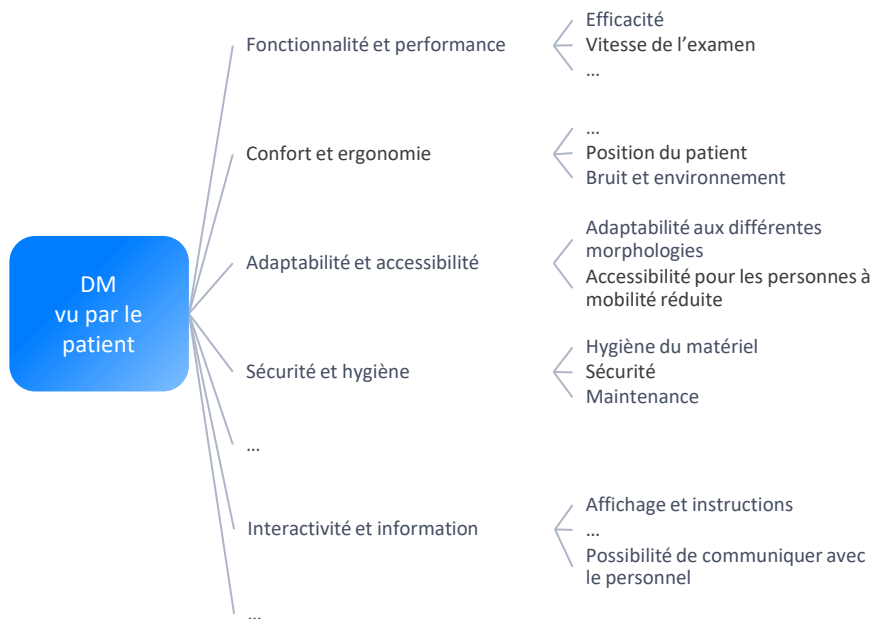 DM
vu par le
patient
Fonctionnalité et performance
Efficacité
Vitesse de l’examen
…
Confort et ergonomie
…
Position du patient
Bruit et environnement
Adaptabilité et accessibilité
Adaptabilité aux différentes
morphologies
Accessibilité pour les personnes à
mobilité réduite
Sécurité et hygiène
Hygiène du matériel
Sécurité
Maintenance
…
Interactivité et information
Affichage et instructions
…
Possibilité de communiquer avec
le personnel
…